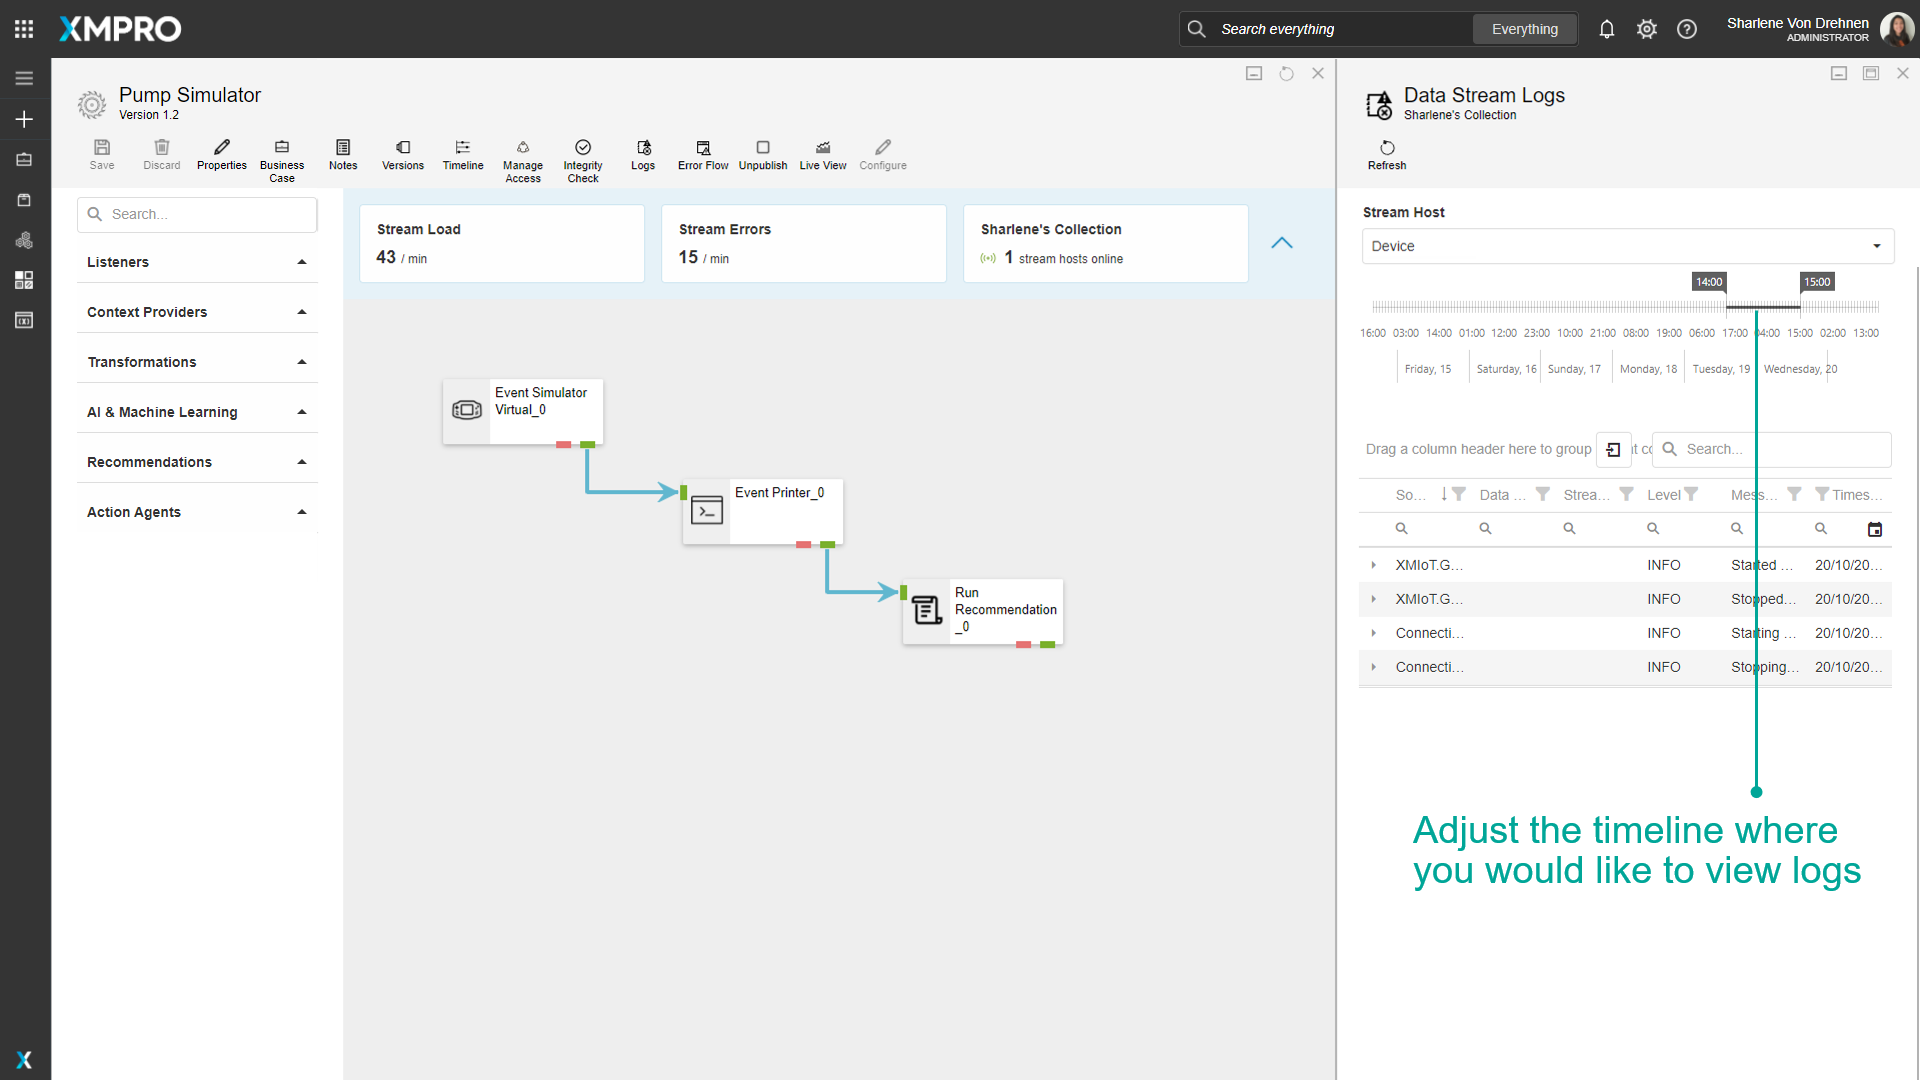 XMPRO
Search everything
Everything
Sharlene Von Drehnen
ADMINISTRATOR
Pump Simulator
Version 1.2
Save
Discard
Properties
Business
Case
Notes
Versions
Timeline
Manage
Access
Integrity
Check
Logs
Error Flow
Unpublish
Live View
Configure
Search...
Listeners
Context Providers
Transformations
AI & Machine Learning
Recommendations
Action Agents
Stream Load
43 / min
Stream Errors
15 / min
Sharlene's Collection
1 stream hosts online
Event Simulator
Virtual_0
Event Printer_0
Run
Recommendation
_0
Data Stream Logs
Sharlene's Collection
Refresh
Stream Host
Device
14:00 15:00
16:00 03:00 14:00 01:00 12:00 23:00 10:00 21:00 08:00 19:00 06:00 17:00 04:00 15:00 02:00 13:00
Friday, 15 Saturday, 16 Sunday, 17 Monday, 18 Tuesday, 19 Wednesday, 20
Drag a column header here to group
Search...
So... Data ... Strea... Level Mess... Times...
XMIoT.G... INFO Started ... 20/10/20...
XMIoT.G... INFO Stopped... 20/10/20...
Connecti... INFO Starting ... 20/10/20...
Connecti... INFO Stopping... 20/10/20...
Adjust the timeline where
you would like to view logs